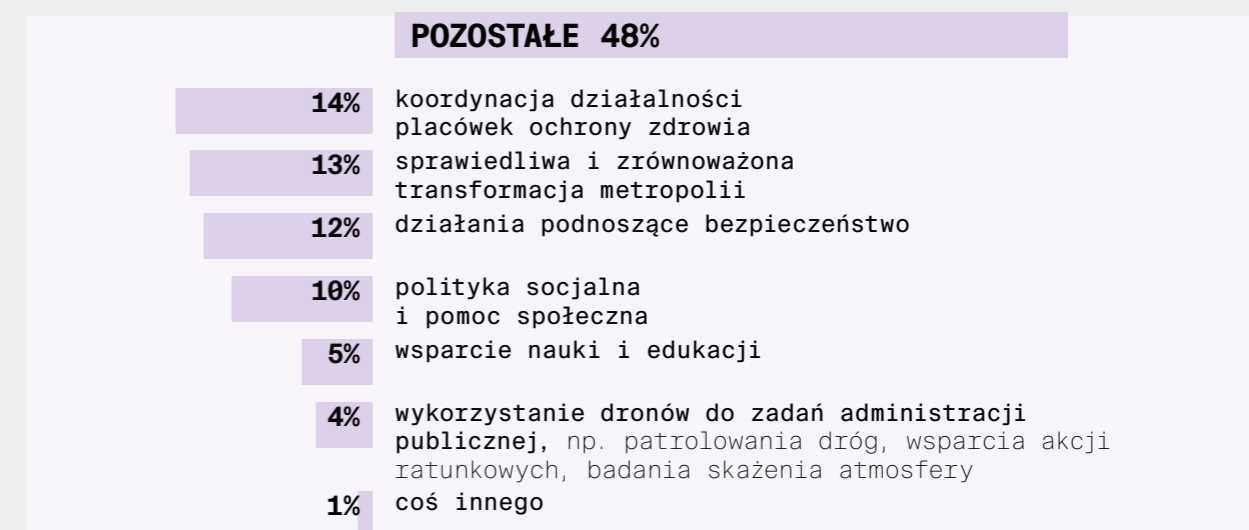 POZOSTAŁE 48%
14% koordynacja działalności
placówek ochrony zdrowia
13% sprawiedliwa i zrównoważona
transformacja metropolii
12% działania podnoszące bezpieczeństwo
10% polityka socjalna
i pomoc społeczna
5% wsparcie nauki i edukacji
4% wykorzystanie dronów do zadań administracji
publicznej, np. patrolowania dróg, wsparcia akcji
ratunkowych, badania skażenia atmosfery
1% coś innego